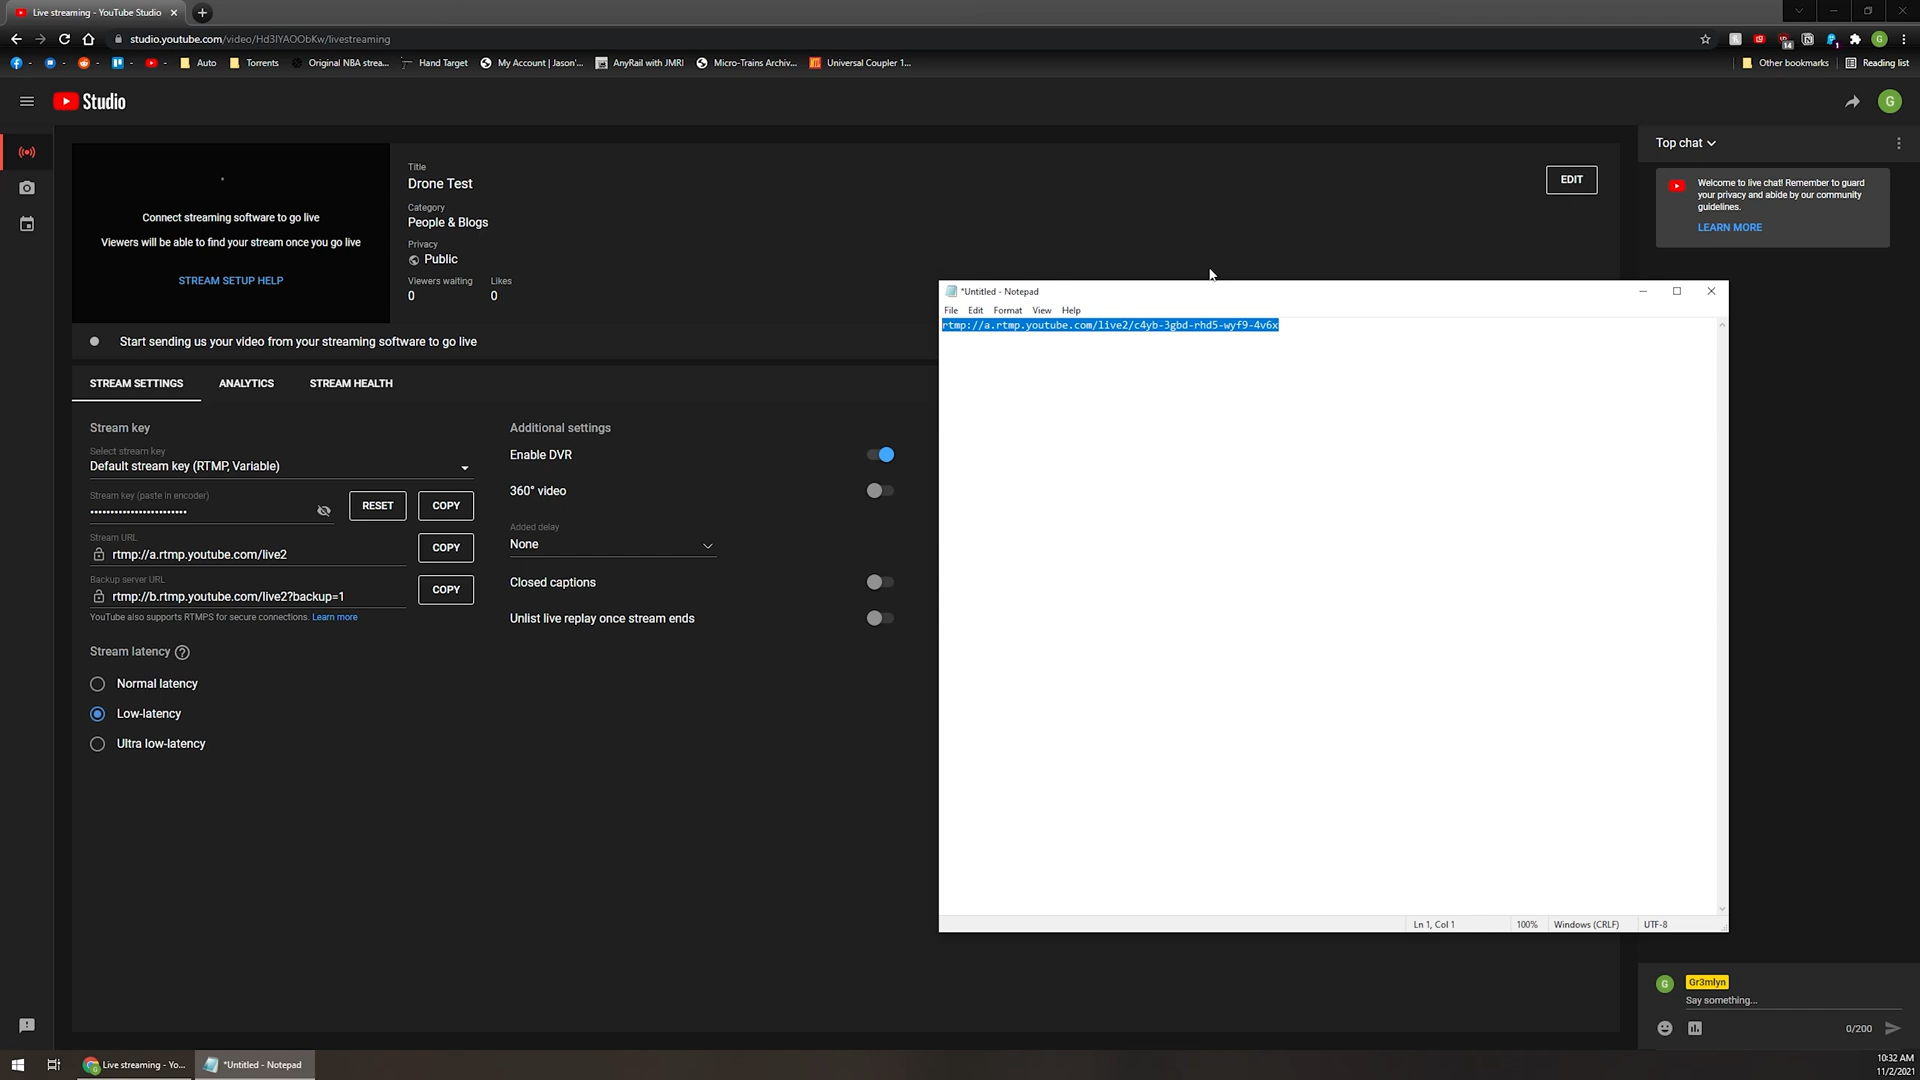 Live streaming - YouTube Studio
studio.youtube.com/video/Hd3IYAOObKw/livestreaming
Auto
Torrents
Original NBA strea...
Hand Target
My Account | Jason'...
AnyRail with JMRI
Micro-Trains Archiv...
Universal Coupler 1...
Other bookmarks
Reading list
14
1
G
Studio
G
Connect streaming software to go live
Viewers will be able to find your stream once you go live
STREAM SETUP HELP
Title
Drone Test
Category
People & Blogs
Privacy
Public
Viewers waiting
0
Likes
0
EDIT
Top chat
Welcome to live chat! Remember to guard
your privacy and abide by our community
guidelines.
LEARN MORE
Start sending us your video from your streaming software to go live
STREAM SETTINGS
ANALYTICS
STREAM HEALTH
Stream key
Select stream key
Default stream key (RTMP, Variable)
Stream key (paste in encoder)
••••••••••••••••••••••••
RESET
COPY
Stream URL
rtmp://a.rtmp.youtube.com/live2
COPY
Backup server URL
rtmp://b.rtmp.youtube.com/live2?backup=1
COPY
YouTube also supports RTMPS for secure connections. Learn more
Stream latency
Normal latency
Low-latency
Ultra low-latency
Additional settings
Enable DVR
360° video
Added delay
None
Closed captions
Unlist live replay once stream ends
*Untitled - Notepad
File Edit Format View Help
rtmp://a.rtmp.youtube.com/live2/c4yb-3gbd-rhd5-wyf9-4v6x
Ln 1, Col 1
100%
Windows (CRLF)
UTF-8
G
Gr3mlyn
Say something...
0/200
Live streaming - Yo...
*Untitled - Notepad
10:32 AM
11/2/2021